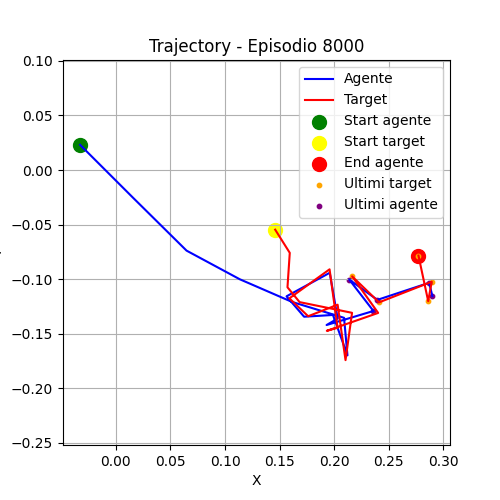 Trajectory - Episodio 8000
Agente
Target
Start agente
Start target
End agente
Ultimi target
Ultimi agente
0.10
0.05
0.00
−0.05
−0.10
−0.15
−0.20
−0.25
0.00 0.05 0.10 0.15 0.20 0.25 0.30
X